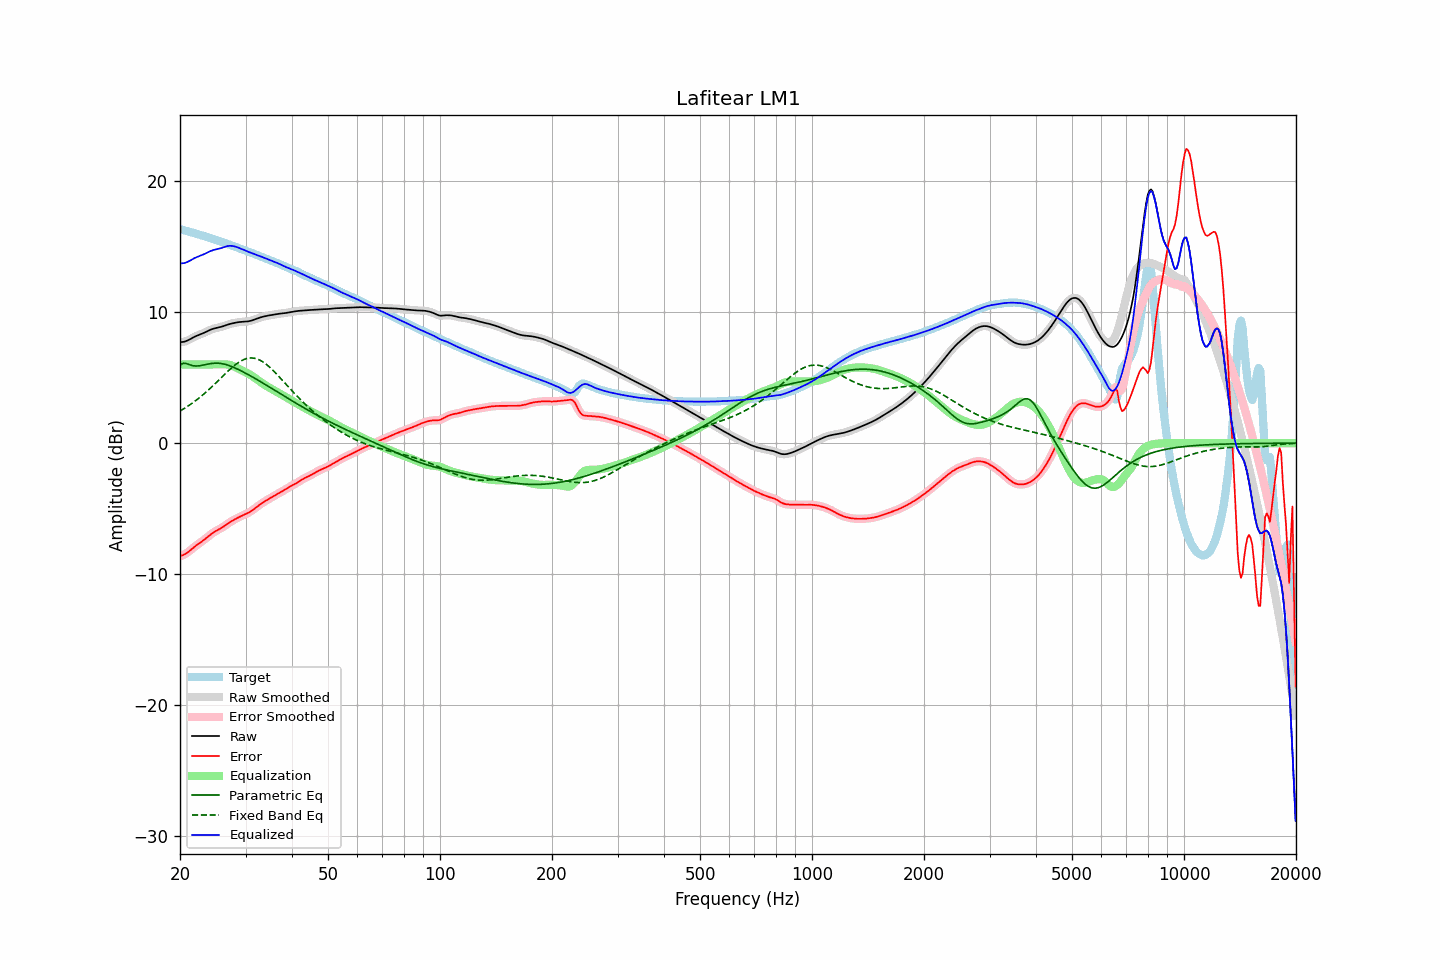 Lafitear LM1
Amplitude (dBr)
20
10
0
−10
−20
−30
Target
Raw Smoothed
Error Smoothed
Raw
Error
Equalization
Parametric Eq
Fixed Band Eq
Equalized
20 50 100 200 500 1000 2000 5000 10000 20000
Frequency (Hz)